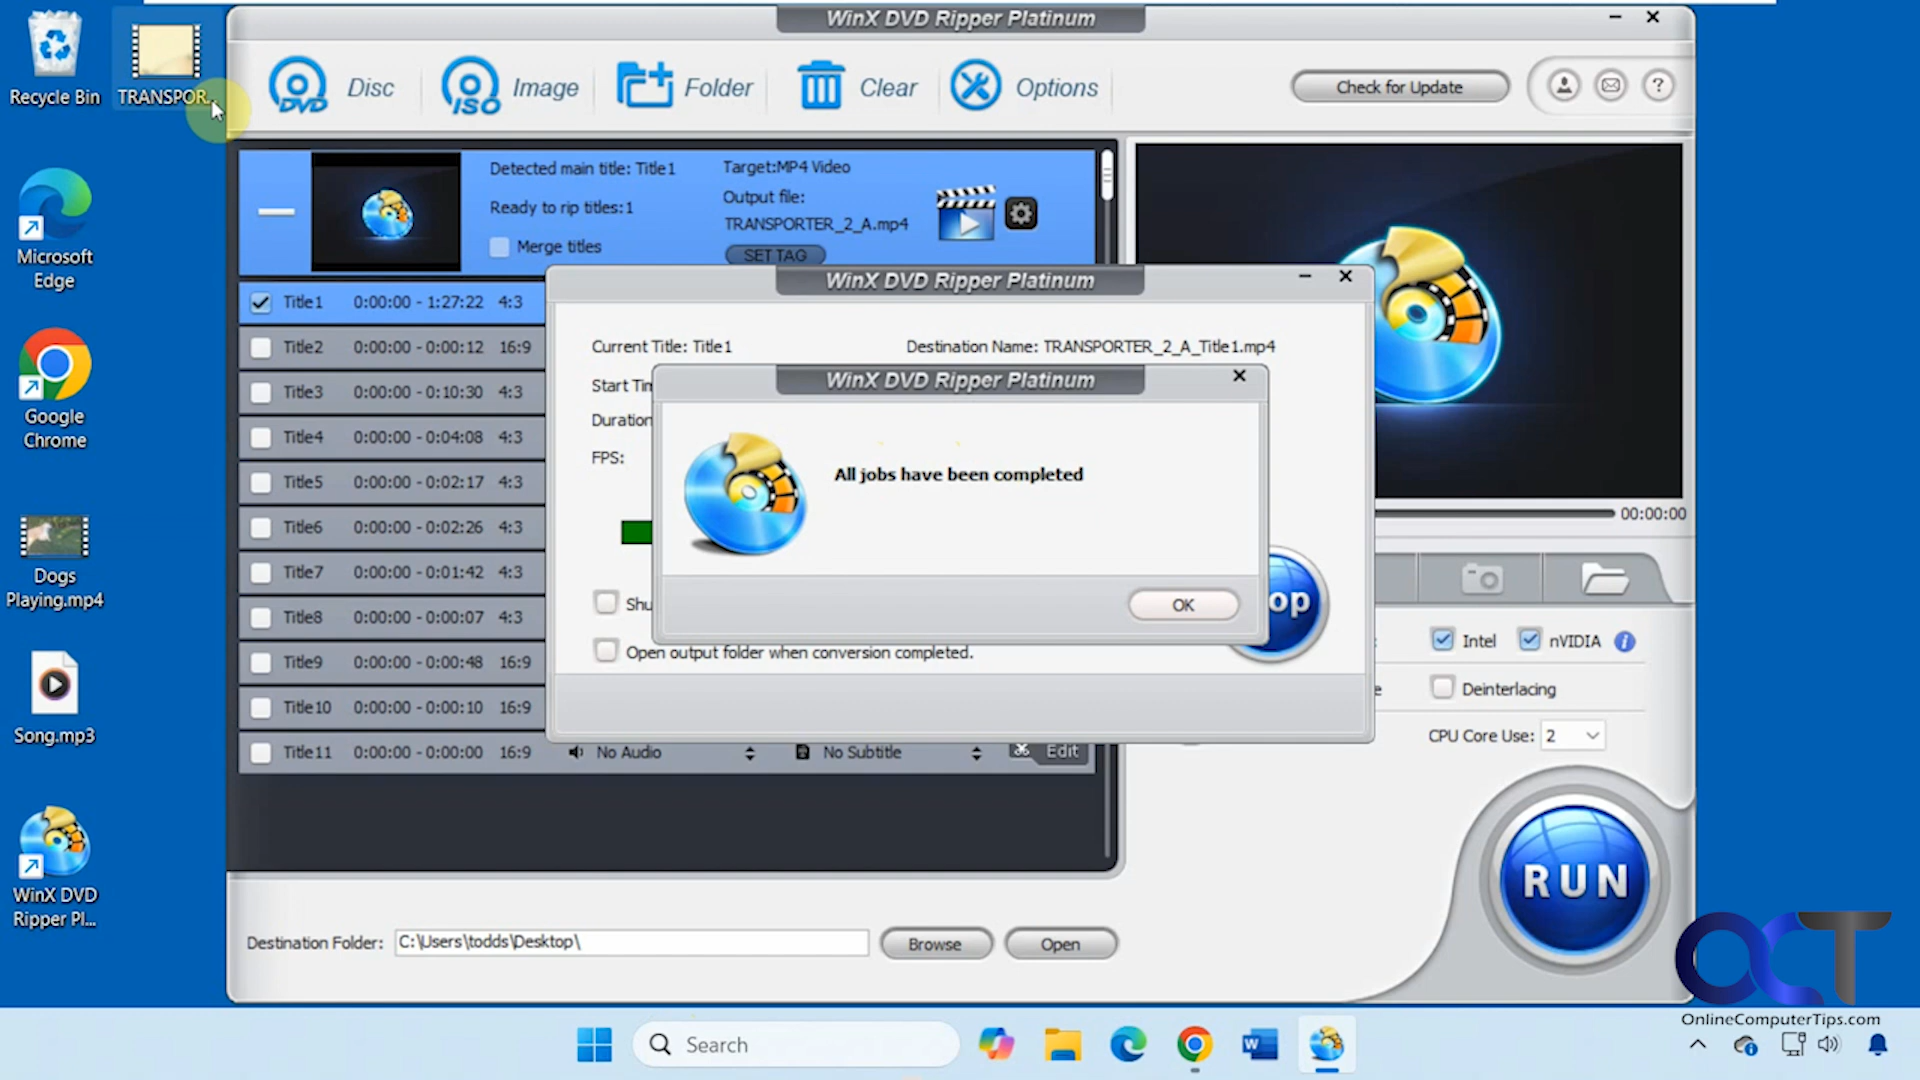 WinX DVD Ripper Platinum
Recycle Bin
TRANSPOR...
Microsoft
Edge
Google
Chrome
Dogs
Playing.mp4
Song.mp3
WinX DVD
Ripper Pl...
DVD
Disc
ISO
Image
Folder
Clear
Options
Check for Update
?
Detected main title: Title1
Ready to rip titles:1
Merge titles
Target:MP4 Video
Output file:
TRANSPORTER_2_A.mp4
SET TAG
Title1 0:00:00 - 1:27:22 4:3
Title2 0:00:00 - 0:00:12 16:9
Title3 0:00:00 - 0:10:30 4:3
Title4 0:00:00 - 0:04:08 4:3
Title5 0:00:00 - 0:02:17 4:3
Title6 0:00:00 - 0:02:26 4:3
Title7 0:00:00 - 0:01:42 4:3
Title8 0:00:00 - 0:00:07 4:3
Title9 0:00:00 - 0:00:48 16:9
Title10 0:00:00 - 0:00:10 16:9
Title11 0:00:00 - 0:00:00 16:9 No Audio No Subtitle Edit
WinX DVD Ripper Platinum
Current Title: Title1
Destination Name: TRANSPORTER_2_A_Title1.mp4
Start Tim
Duration
FPS:
Shu
Open output folder when conversion completed.
op
WinX DVD Ripper Platinum
All jobs have been completed
OK
00:00:00
Intel
nVIDIA
i
e
Deinterlacing
CPU Core Use: 2
RUN
Destination Folder: C:\Users\todds\Desktop\
Browse
Open
OCT
OnlineComputerTips.com
Search
W